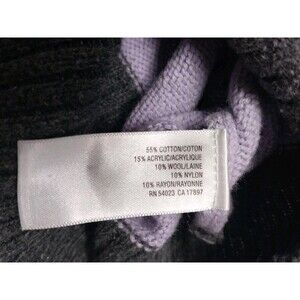 55% COTTON/COTON
15% ACRYLIC/ACRYLIQUE
10% WOOL/LAINE
10% NYLON
10% RAYON/RAYONNE
RN 54023 CA 17897